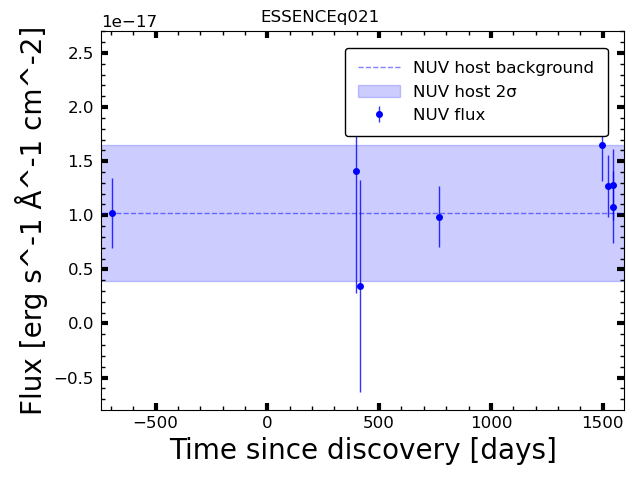 ESSENCEq021
1e−17
2.5
2.0
1.5
1.0
0.5
0.0
−0.5
Flux [erg s^-1 Å^-1 cm^-2]
NUV host background
NUV host 2σ
NUV flux
−500 0 500 1000 1500
Time since discovery [days]